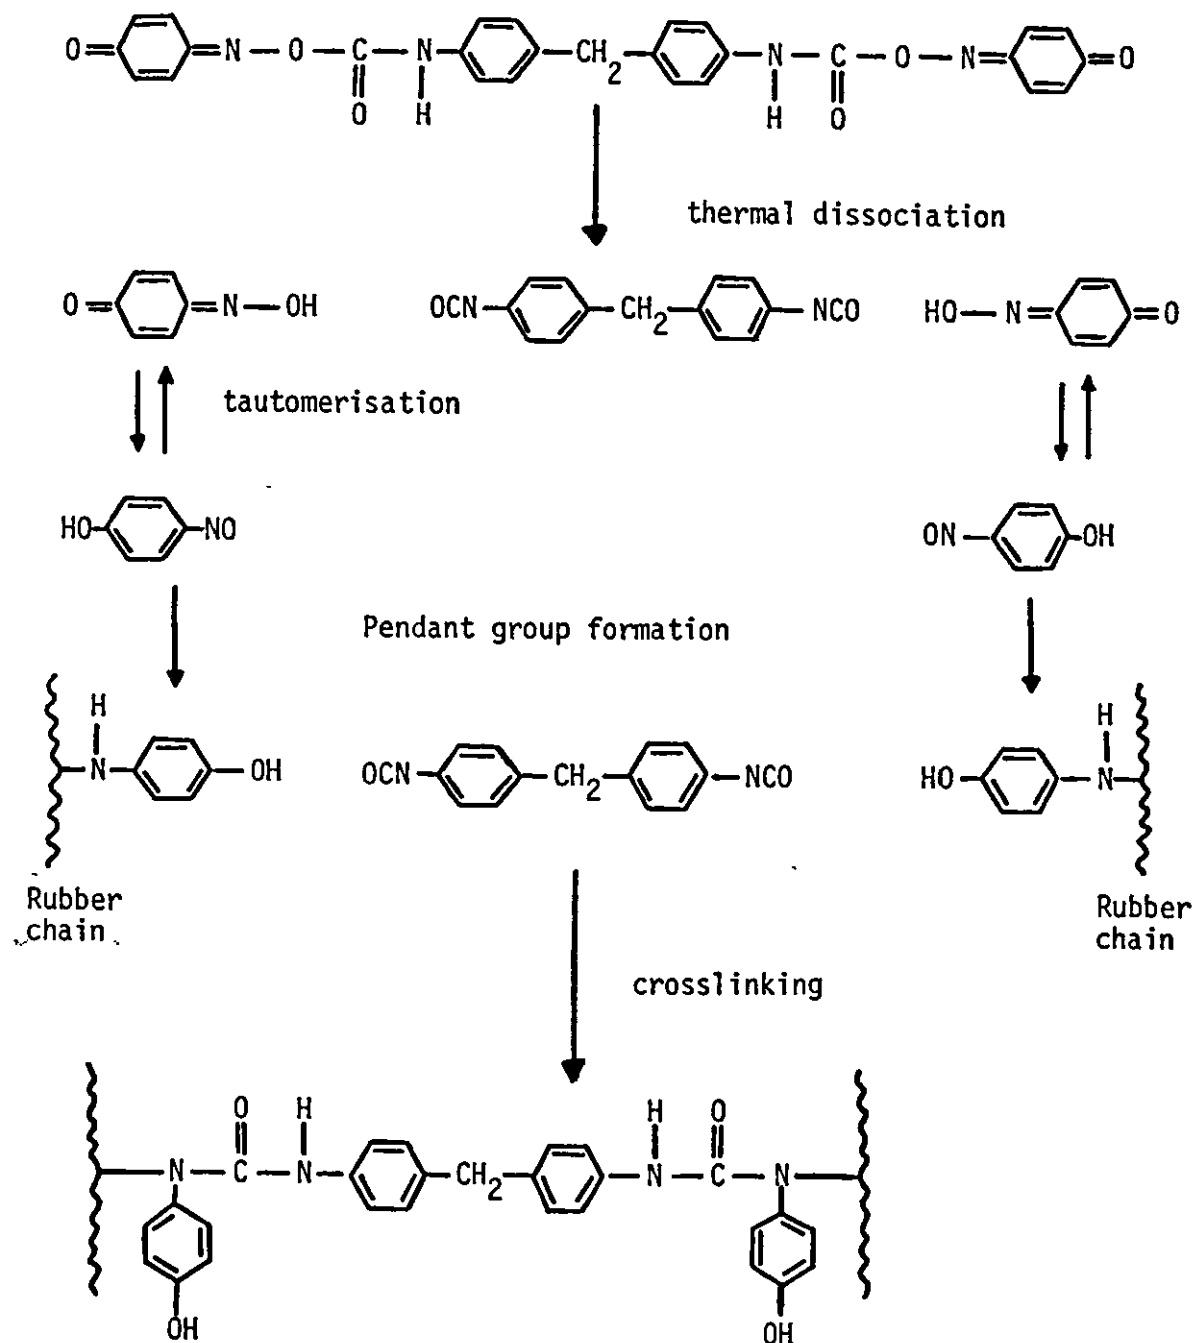 O=N—O—C—N—CH2—N—C—O—N=O
O H H O
thermal dissociation
O=N—OH OCN—CH2—NCO HO—N=O
tautomerisation
HO—NO ON—OH
Pendant group formation
H H
N—OH OCN—CH2—NCO HO—N
Rubber
chain
Rubber
chain
crosslinking
O H H O
N—C—N—CH2—N—C—N
OH OH